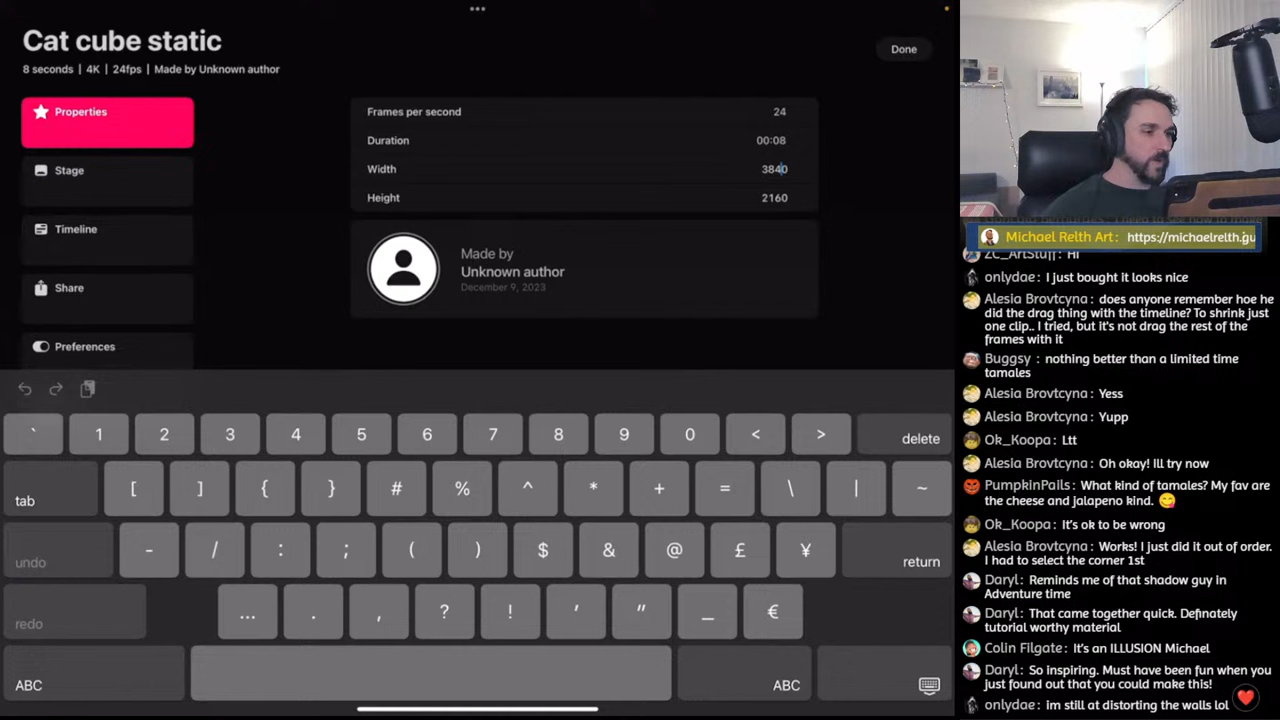 Cat cube static
8 seconds | 4K | 24fps | Made by Unknown author
Done
Properties
Stage
Timeline
Share
Preferences
Frames per second 24
Duration 00:08
Width 3840
Height 2160
Made by
Unknown author
December 9, 2023
` 1 2 3 4 5 6 7 8 9 0 < > delete
tab [ ] { } # % ^ * + = \ | ~
undo - / : ; ( ) $ & @ £ ¥ return
redo … . , ? ! ' " _ €
ABC ABC
Michael Relth Art: https://michaelrelth.gu
ZC_ArtStuff: Hi
onlydae: I just bought it looks nice
Alesia Brovtcyna: does anyone remember hoe he
did the drag thing with the timeline? To shrink just
one clip.. I tried, but it's not drag the rest of the
frames with it
Buggsy: nothing better than a limited time
tamales
Alesia Brovtcyna: Yess
Alesia Brovtcyna: Yupp
Ok_Koopa: Ltt
Alesia Brovtcyna: Oh okay! Ill try now
PumpkinPails: What kind of tamales? My fav are
the cheese and jalapeno kind. 😋
Ok_Koopa: It's ok to be wrong
Alesia Brovtcyna: Works! I just did it out of order.
I had to select the corner 1st
Daryl: Reminds me of that shadow guy in
Adventure time
Daryl: That came together quick. Definately
tutorial worthy material
Colin Filgate: It's an ILLUSION Michael
Daryl: So inspiring. Must have been fun when you
just found out that you could make this!
onlydae: im still at distorting the walls lol